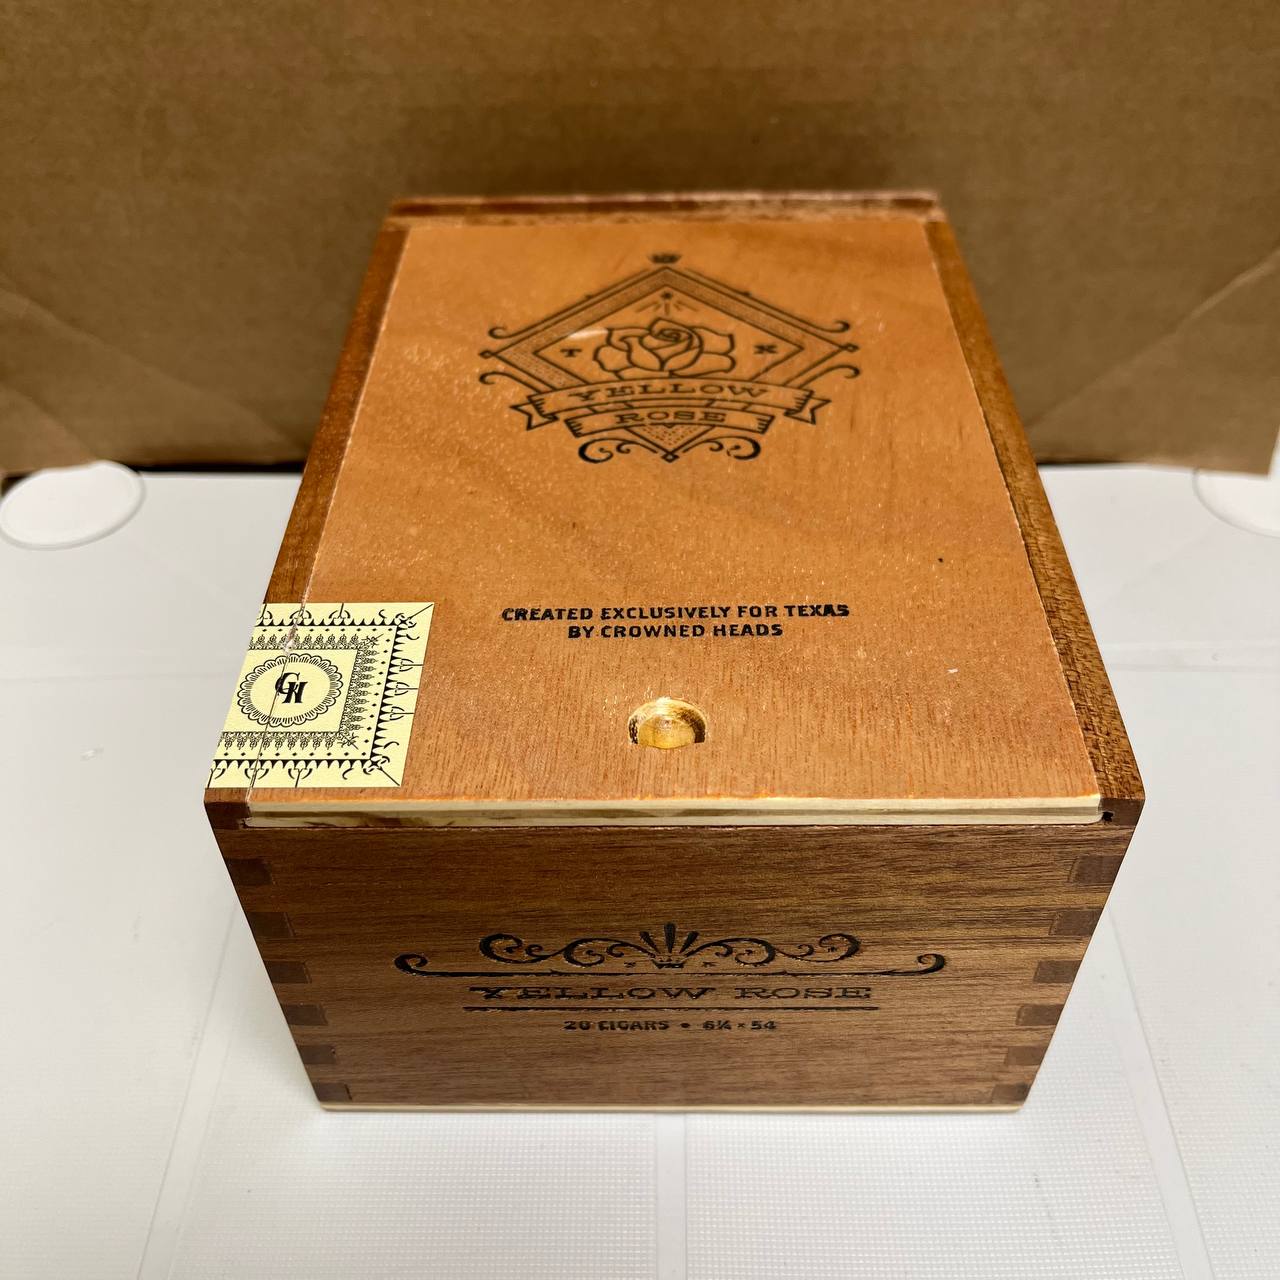 T X
YELLOW
ROSE
CREATED EXCLUSIVELY FOR TEXAS
BY CROWNED HEADS
CH
YELLOW ROSE
20 CIGARS • 6¼ × 54